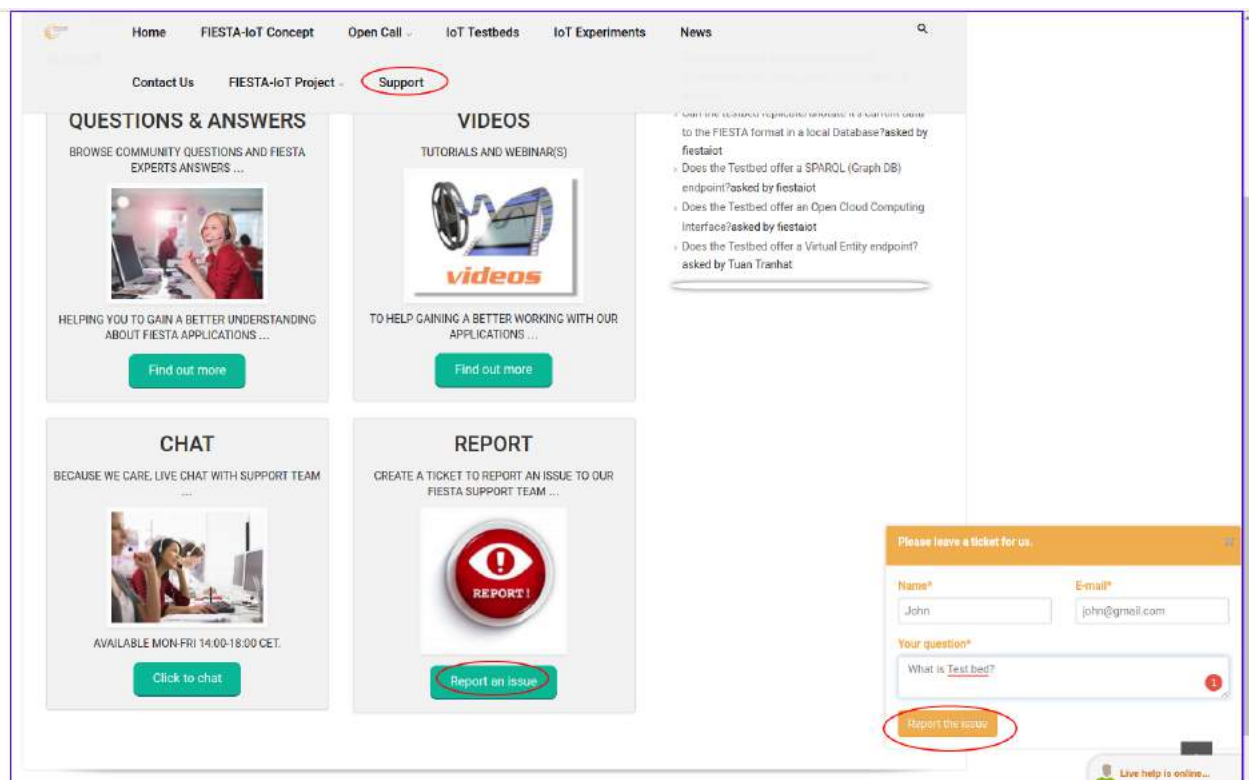 Home FIESTA-IoT Concept Open Call IoT Testbeds IoT Experiments News
Contact Us FIESTA-IoT Project Support
QUESTIONS & ANSWERS
BROWSE COMMUNITY QUESTIONS AND FIESTA
EXPERTS ANSWERS ...
HELPING YOU TO GAIN A BETTER UNDERSTANDING
ABOUT FIESTA APPLICATIONS ...
Find out more
VIDEOS
TUTORIALS AND WEBINAR(S)
videos
TO HELP GAINING A BETTER WORKING WITH OUR
APPLICATIONS ...
Find out more
to the FIESTA format in a local Database?asked by
fiestaiot
Does the Testbed offer a SPARQL (Graph DB)
endpoint?asked by fiestaiot
Does the Testbed offer an Open Cloud Computing
Interface?asked by fiestaiot
Does the Testbed offer a Virtual Entity endpoint?
asked by Tuan Tranhat
CHAT
BECAUSE WE CARE, LIVE CHAT WITH SUPPORT TEAM
...
AVAILABLE MON-FRI 14:00-18:00 CET.
Click to chat
REPORT
CREATE A TICKET TO REPORT AN ISSUE TO OUR
FIESTA SUPPORT TEAM ...
REPORT!
Report an issue
Please leave a ticket for us.
Name* E-mail*
John john@gmail.com
Your question*
What is Test bed?
1
Report the issue
Live help is online...